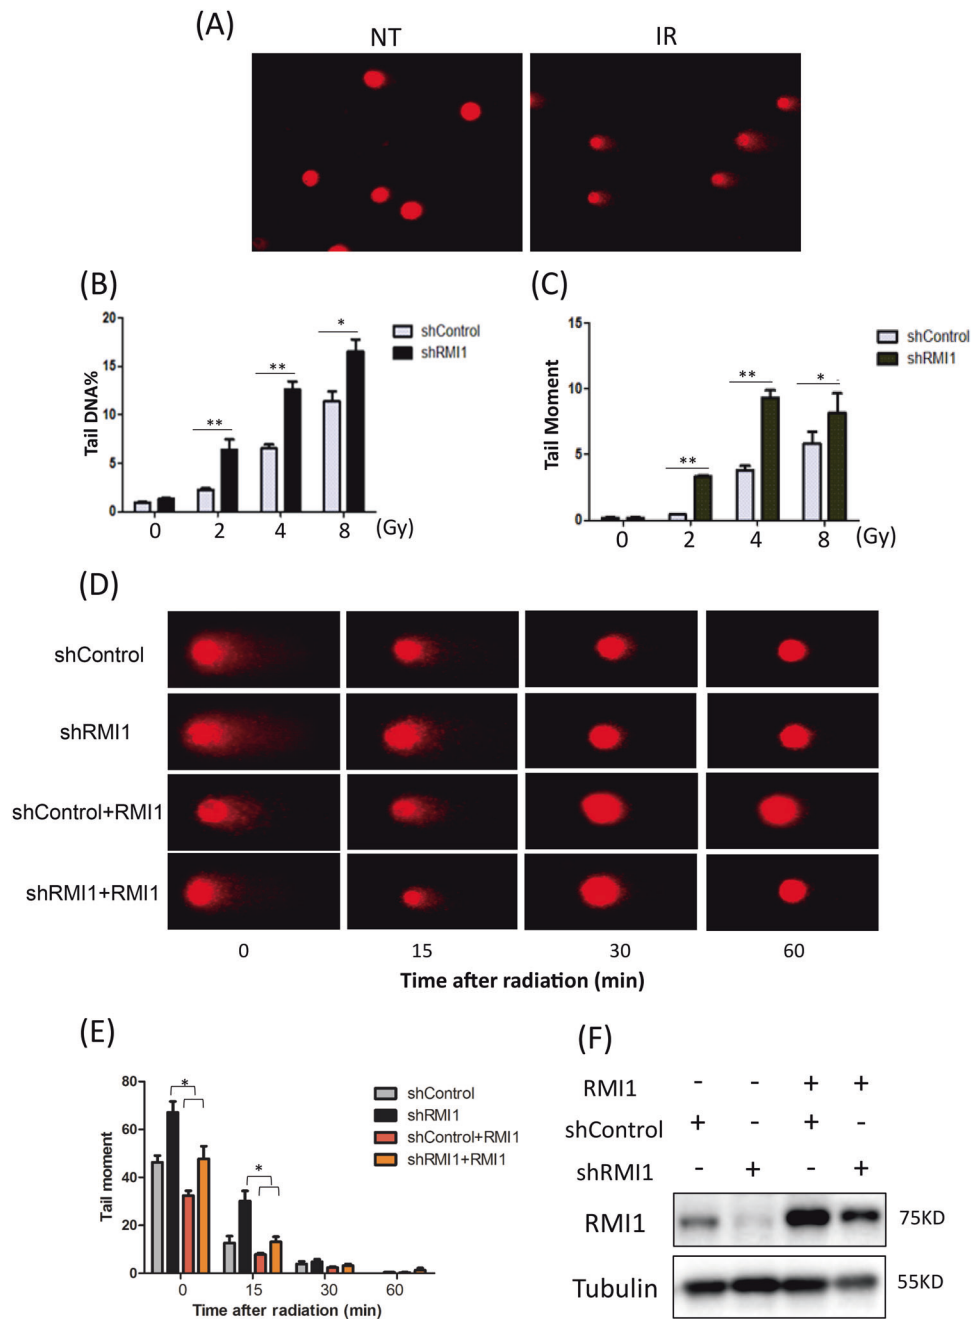 (A)
NT
IR
(B)
Tail DNA%
20
15
10
5
0
**
**
*
shControl
shRMI1
0
2
4
8
(Gy)
(C)
Tail Moment
15
10
5
0
**
**
*
shControl
shRMI1
0
2
4
8
(Gy)
(D)
shControl
shRMI1
shControl+RMI1
shRMI1+RMI1
0
15
30
60
Time after radiation (min)
(E)
Tail moment
80
60
40
20
0
*
*
shControl
shRMI1
shControl+RMI1
shRMI1+RMI1
0
15
30
60
Time after radiation (min)
(F)
RMI1 - - + +
shControl + - + -
shRMI1 - + - +
RMI1 75KD
Tubulin 55KD